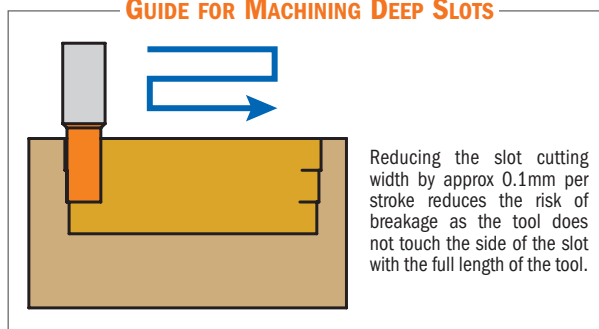 GUIDE FOR MACHINING DEEP SLOTS
Reducing the slot cutting
width by approx 0.1mm per
stroke reduces the risk of
breakage as the tool does
not touch the side of the slot
with the full length of the tool.